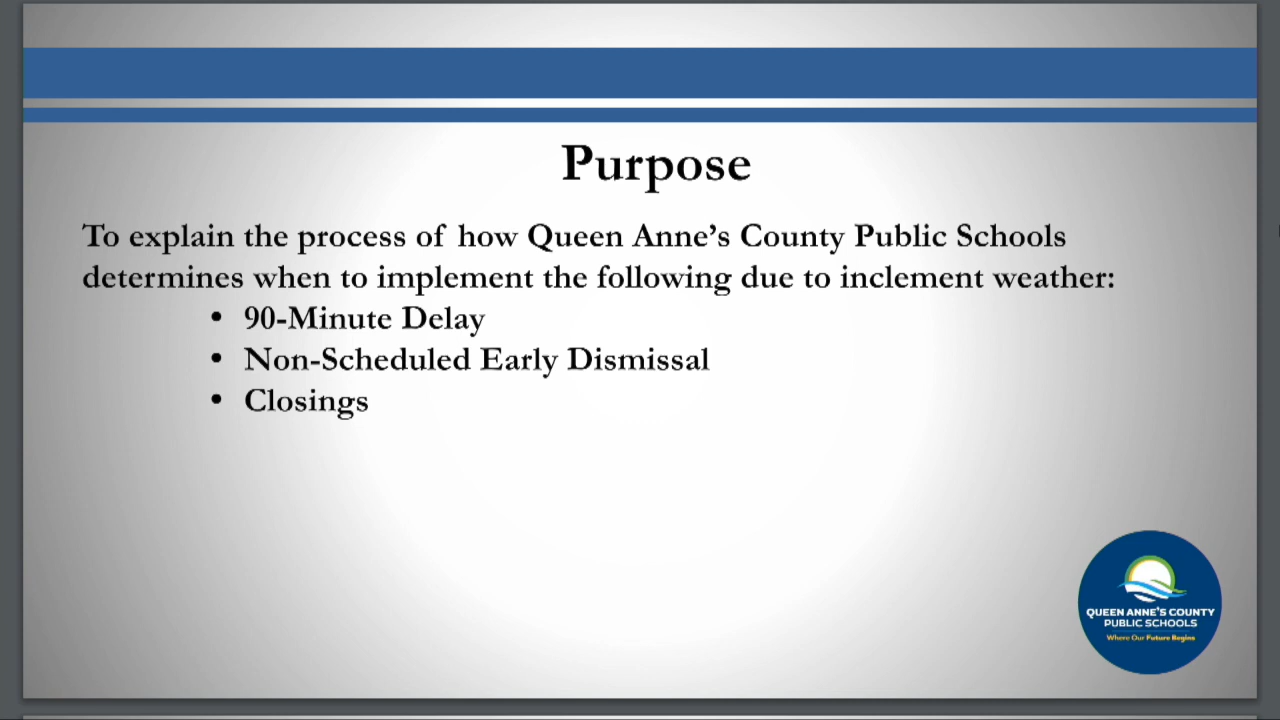 Purpose
To explain the process of how Queen Anne’s County Public Schools
determines when to implement the following due to inclement weather:
• 90-Minute Delay
• Non-Scheduled Early Dismissal
• Closings
QUEEN ANNE'S COUNTY
PUBLIC SCHOOLS
Where Our Future Begins